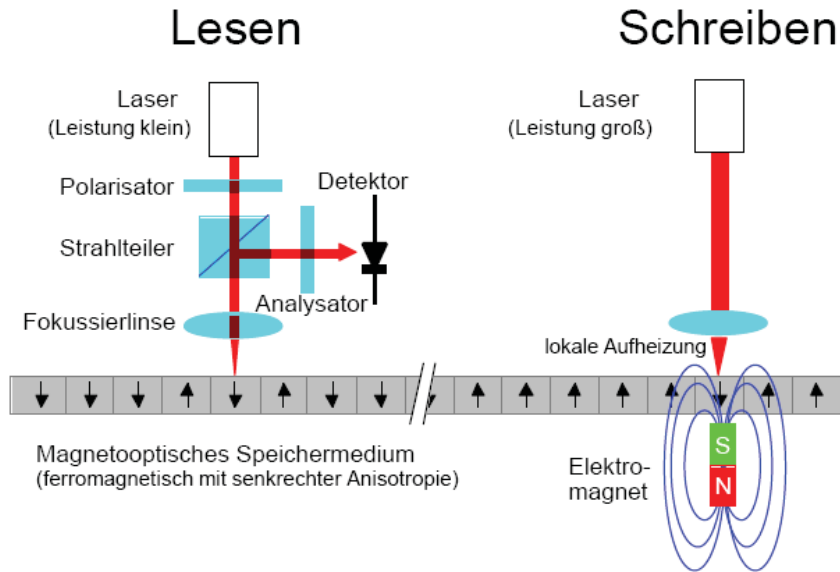 Lesen
Schreiben
Laser
(Leistung klein)
Polarisator
Detektor
Strahlteiler
Analysator
Fokussierlinse
Laser
(Leistung groß)
lokale Aufheizung
Magnetooptisches Speichermedium
(ferromagnetisch mit senkrechter Anisotropie)
Elektro-
magnet
S
N